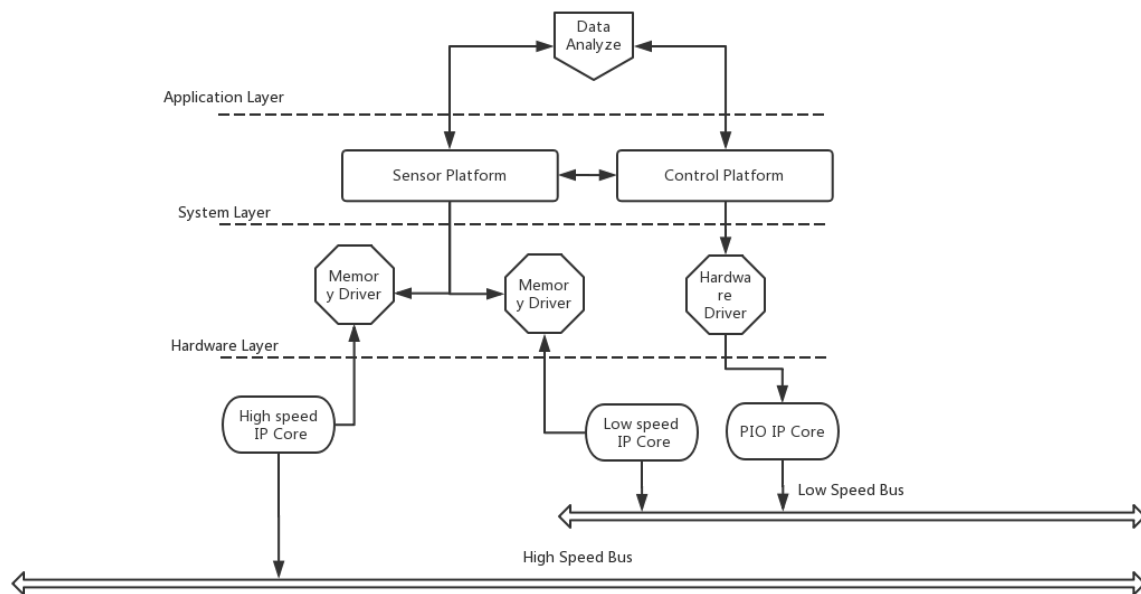 Data
Analyze
Application Layer
Sensor Platform
Control Platform
System Layer
Memor
y Driver
Memor
y Driver
Hardwa
re
Driver
Hardware Layer
High speed
IP Core
Low speed
IP Core
PIO IP Core
Low Speed Bus
High Speed Bus